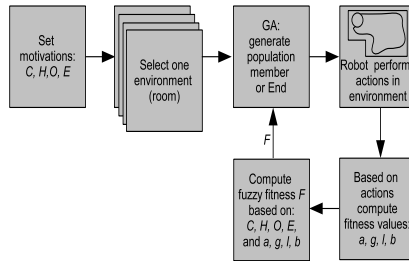 Set
motivations:
C, H,O, E
Select one
environment
(room)
GA:
generate
population
member
or End
Robot perform
actions in
environment
F
Compute
fuzzy fitness F
based on:
C, H, O, E,
and a, g, l, b
Based on
actions
compute
fitness values:
a, g, l, b